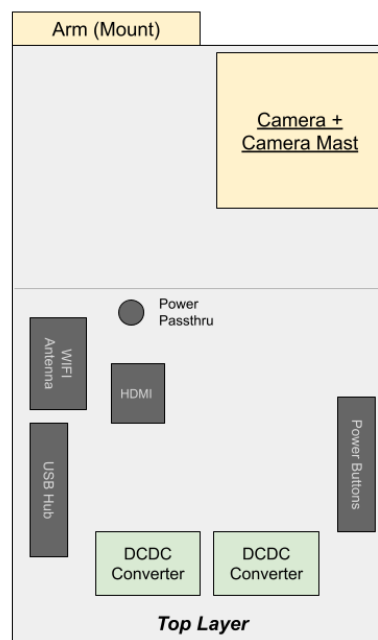 Arm (Mount)
Camera +
Camera Mast
Power
Passthru
WIFI
Antenna
HDMI
Power Buttons
USB Hub
DCDC
Converter
DCDC
Converter
Top Layer